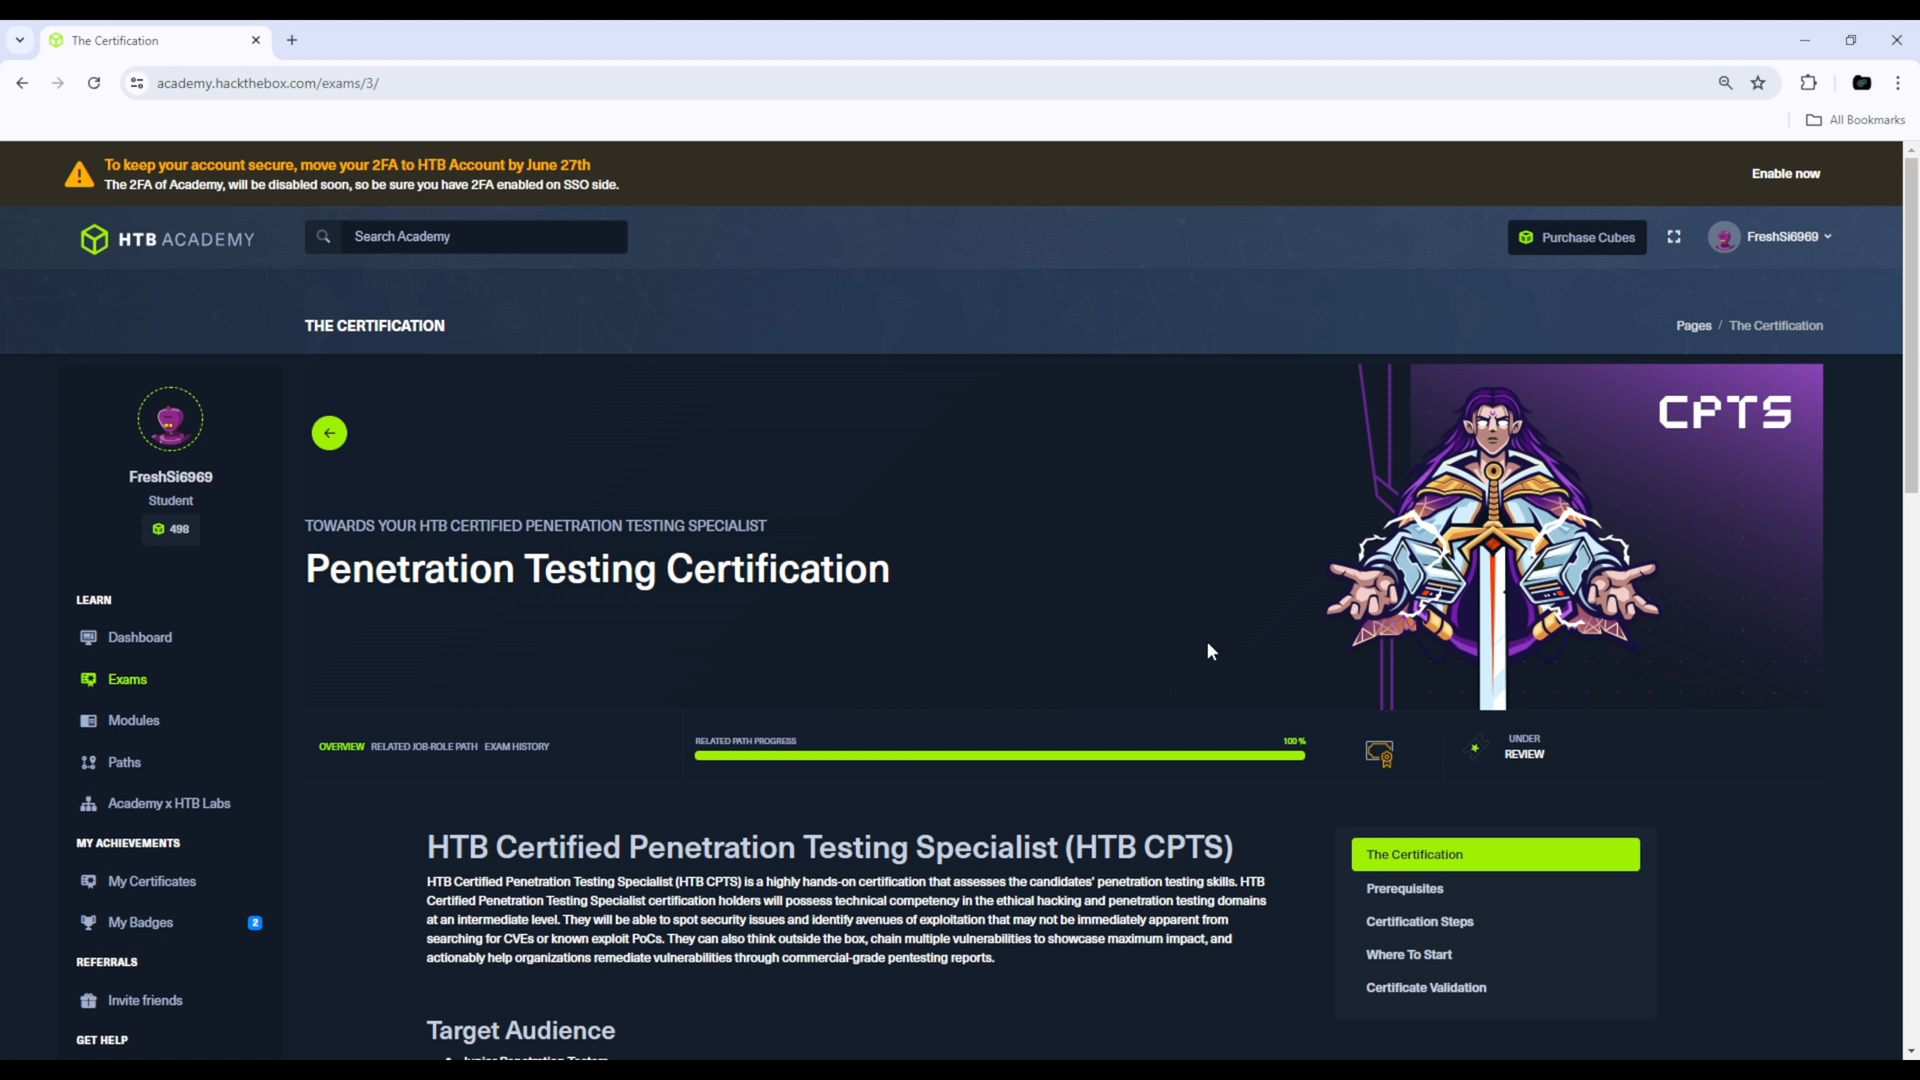 The Certification
academy.hackthebox.com/exams/3/
All Bookmarks
To keep your account secure, move your 2FA to HTB Account by June 27th
The 2FA of Academy, will be disabled soon, so be sure you have 2FA enabled on SSO side.
Enable now
HTB ACADEMY
Search Academy
Purchase Cubes
FreshSi6969
THE CERTIFICATION
Pages / The Certification
CPTS
FreshSi6969
Student
498
TOWARDS YOUR HTB CERTIFIED PENETRATION TESTING SPECIALIST
Penetration Testing Certification
LEARN
Dashboard
Exams
Modules
Paths
Academy x HTB Labs
MY ACHIEVEMENTS
My Certificates
My Badges
2
REFERRALS
Invite friends
GET HELP
OVERVIEW RELATED JOB-ROLE PATH EXAM HISTORY
RELATED PATH PROGRESS
100 %
UNDER
REVIEW
HTB Certified Penetration Testing Specialist (HTB CPTS)
HTB Certified Penetration Testing Specialist (HTB CPTS) is a highly hands-on certification that assesses the candidates' penetration testing skills. HTB
Certified Penetration Testing Specialist certification holders will possess technical competency in the ethical hacking and penetration testing domains
at an intermediate level. They will be able to spot security issues and identify avenues of exploitation that may not be immediately apparent from
searching for CVEs or known exploit PoCs. They can also think outside the box, chain multiple vulnerabilities to showcase maximum impact, and
actionably help organizations remediate vulnerabilities through commercial-grade pentesting reports.
Target Audience
Junior Penetration Testers
The Certification
Prerequisites
Certification Steps
Where To Start
Certificate Validation